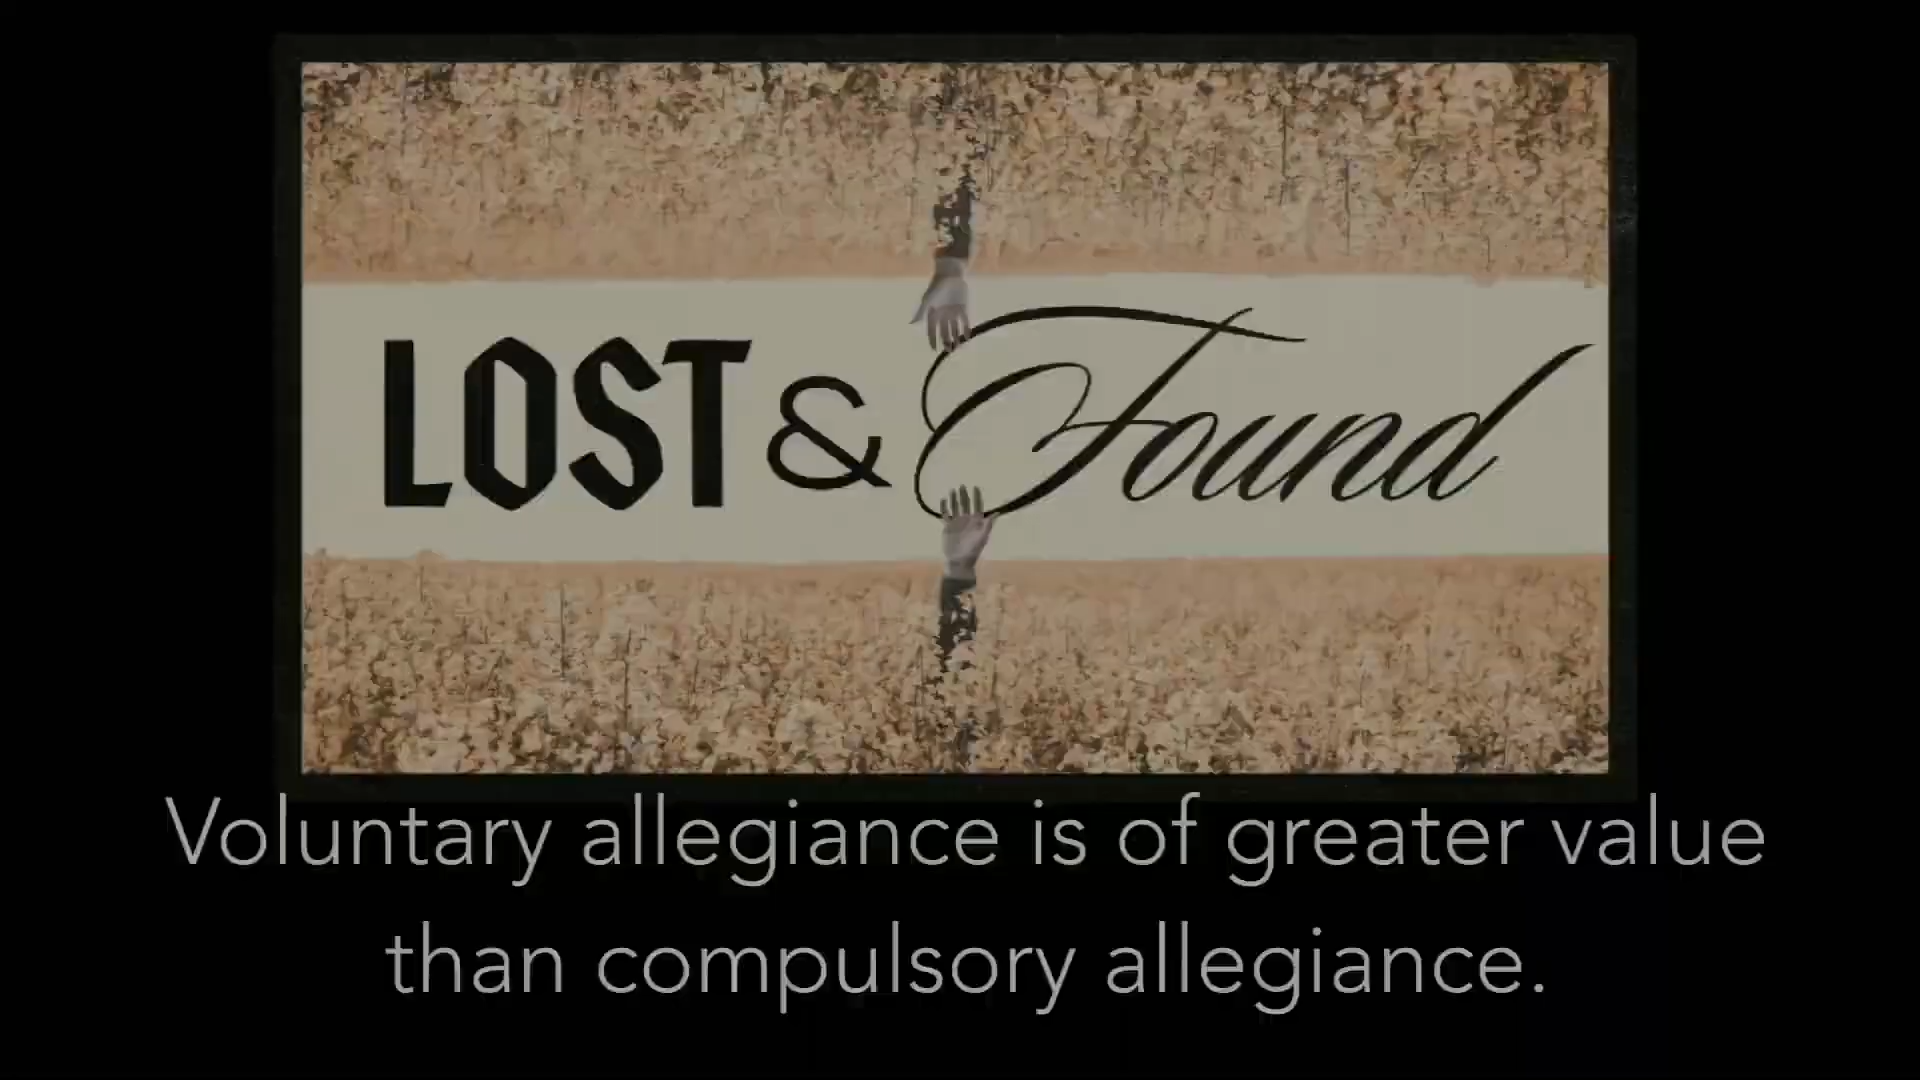 LOST & Found
Voluntary allegiance is of greater value
than compulsory allegiance.